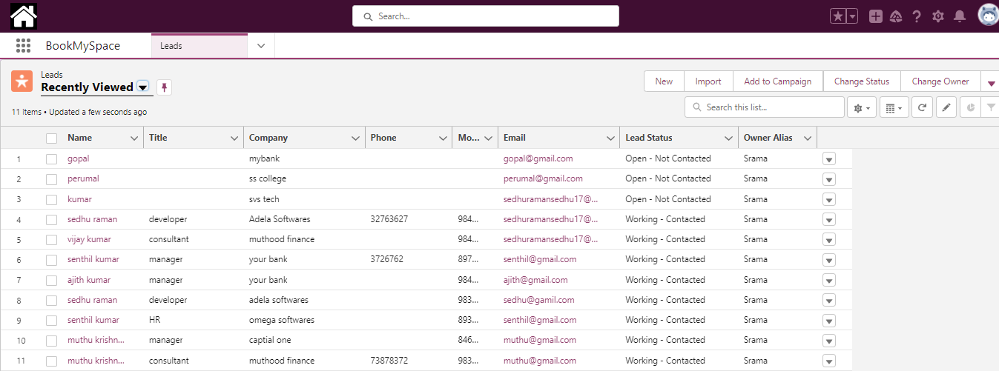 Search...
BookMySpace Leads
Leads
Recently Viewed
New Import Add to Campaign Change Status Change Owner
11 items • Updated a few seconds ago
Search this list...
Name Title Company Phone Mo... Email Lead Status Owner Alias
1 gopal mybank gopal@gmail.com Open - Not Contacted Srama
2 perumal ss college perumal@gmail.com Open - Not Contacted Srama
3 kumar svs tech sedhuramansedhu17@... Open - Not Contacted Srama
4 sedhu raman developer Adela Softwares 32763627 984... sedhuramansedhu17@... Working - Contacted Srama
5 vijay kumar consultant muthood finance 984... sedhuramansedhu17@... Working - Contacted Srama
6 senthil kumar manager your bank 3726762 897... senthil@gmail.com Working - Contacted Srama
7 ajith kumar manager your bank 984... ajith@gmail.com Working - Contacted Srama
8 sedhu raman developer adela softwares 983... sedhu@gamil.com Working - Contacted Srama
9 senthil kumar HR omega softwares 893... senthil@gmail.com Working - Contacted Srama
10 muthu krishn... manager captial one 846... muthu@gmail.com Working - Contacted Srama
11 muthu krishn... consultant muthood finance 73878372 983... muthu@gmail.com Working - Contacted Srama